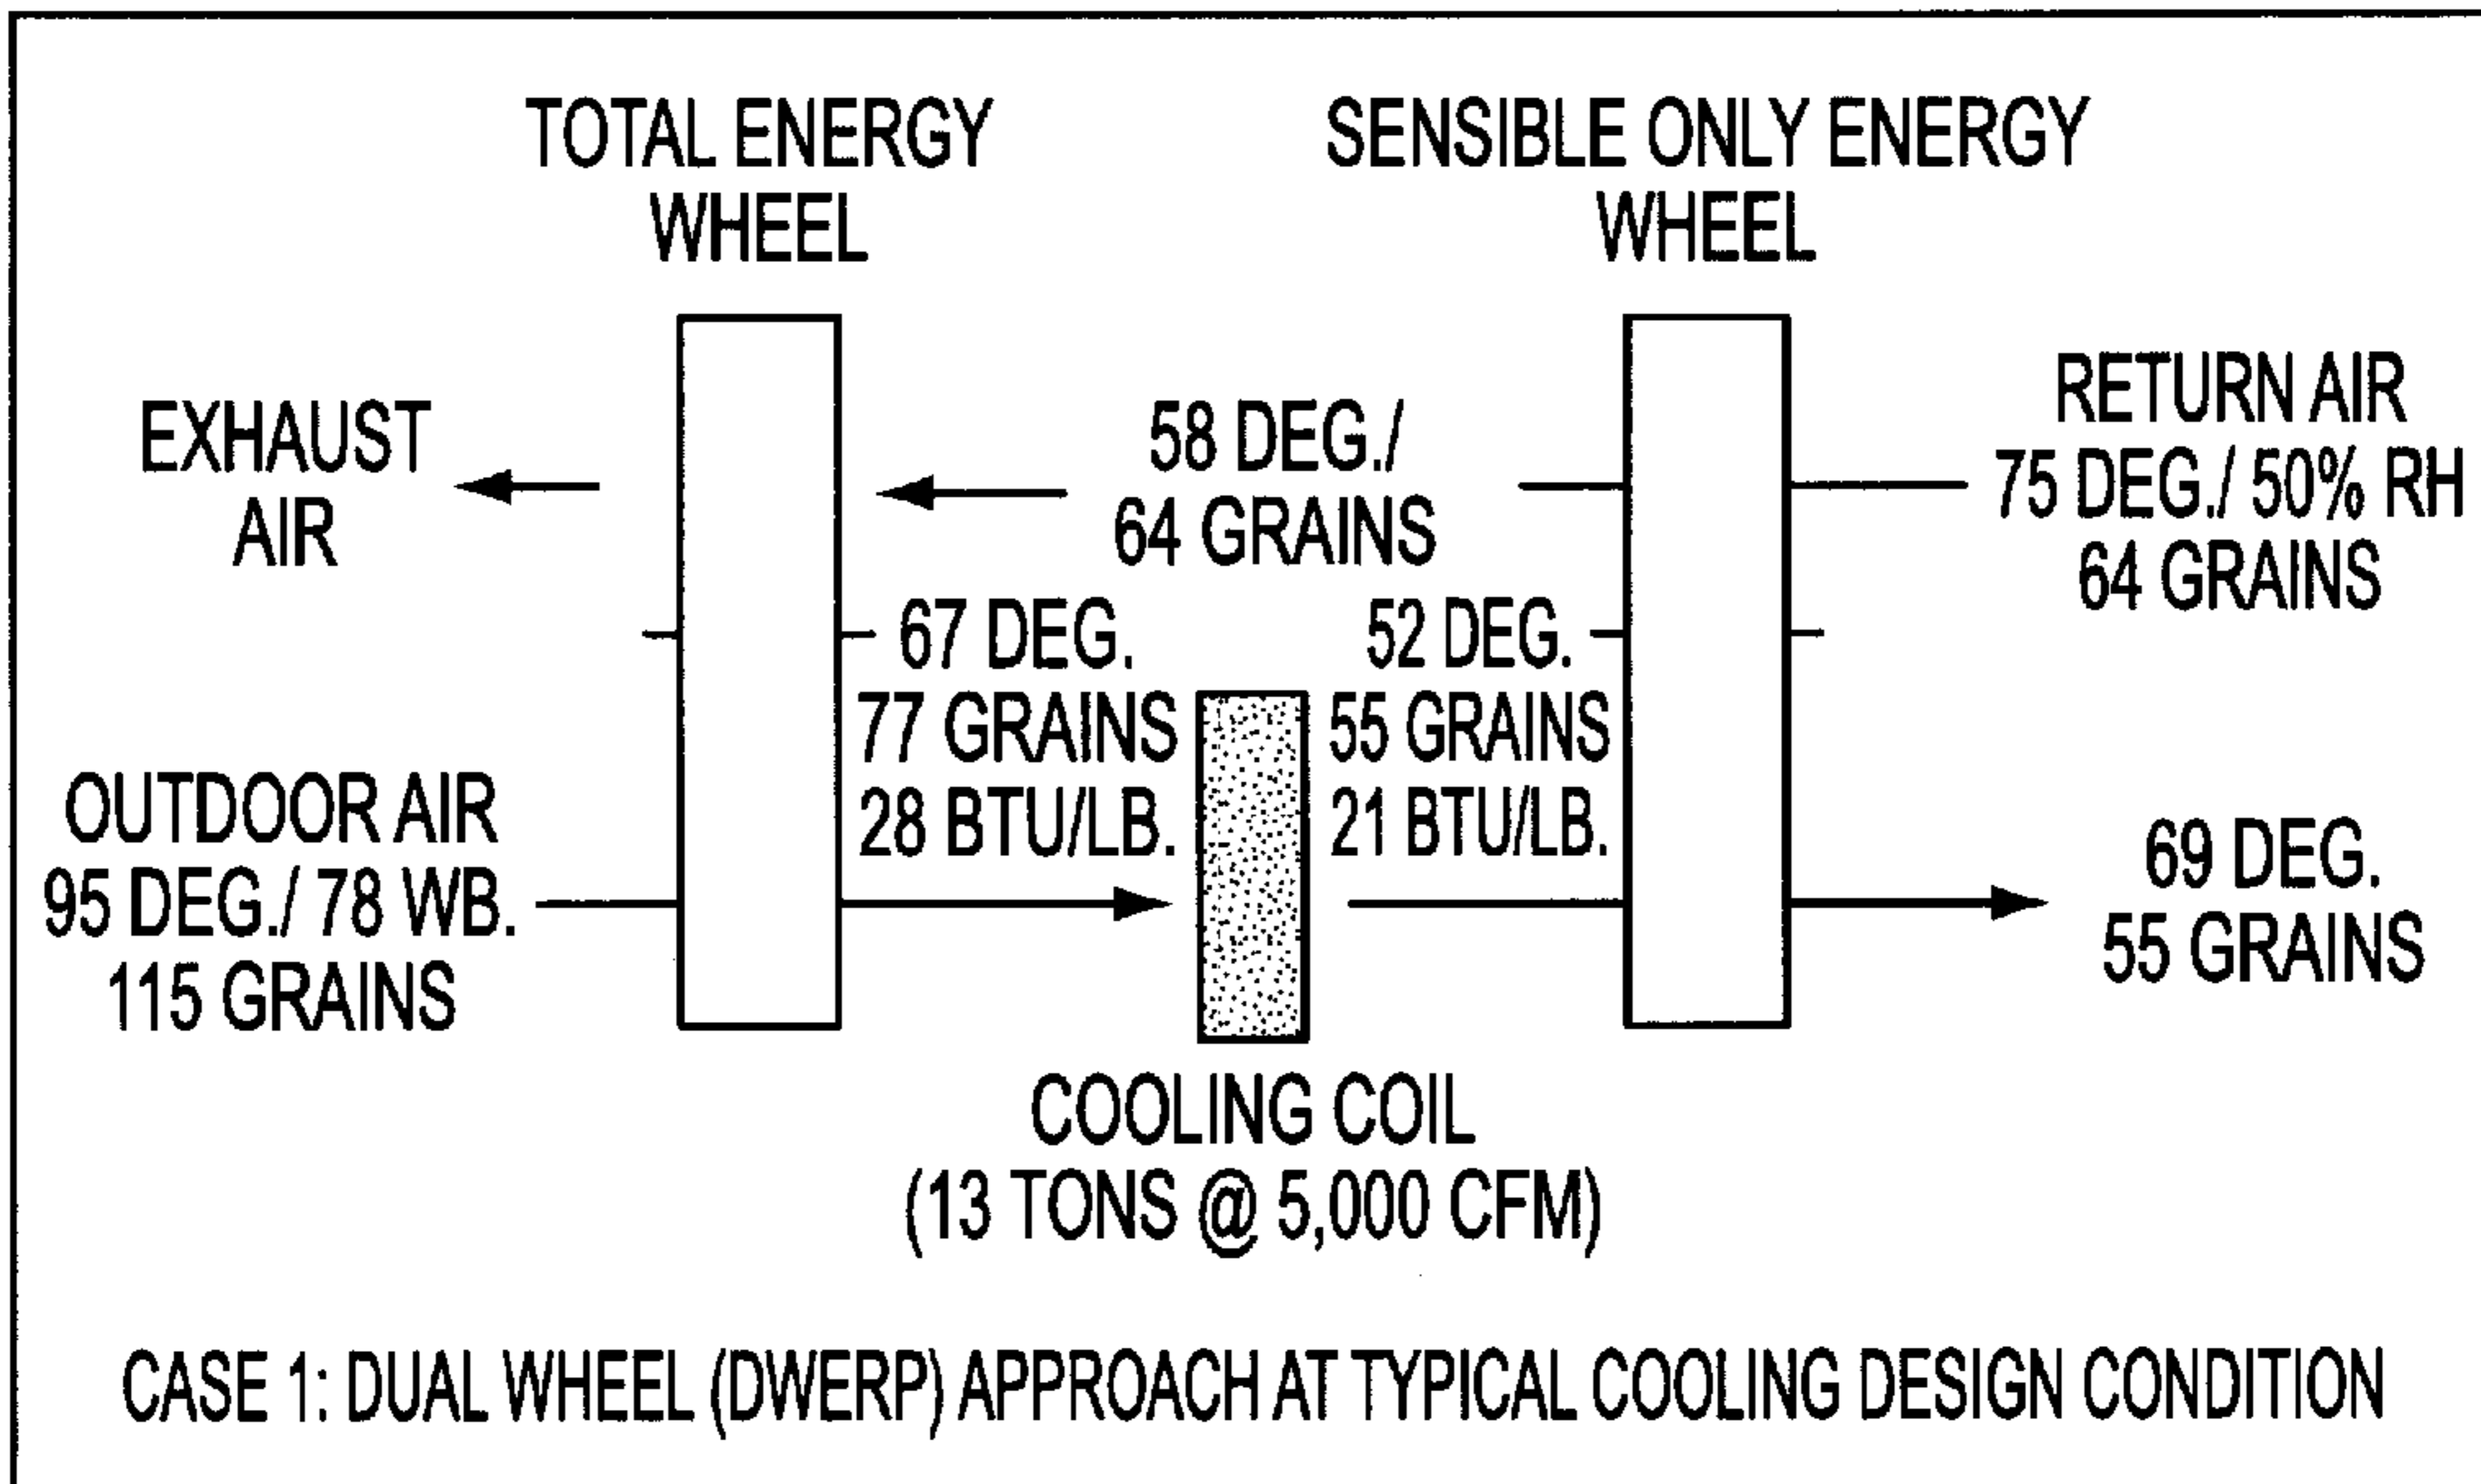 TOTAL ENERGY
WHEEL
SENSIBLE ONLY ENERGY
WHEEL
EXHAUST
AIR
58 DEG./
64 GRAINS
RETURN AIR
75 DEG./ 50% RH
64 GRAINS
67 DEG.
77 GRAINS
28 BTU/LB.
52 DEG.
55 GRAINS
21 BTU/LB.
OUTDOOR AIR
95 DEG./ 78 WB.
115 GRAINS
69 DEG.
55 GRAINS
COOLING COIL
(13 TONS @ 5,000 CFM)
CASE 1: DUAL WHEEL (DWERP) APPROACH AT TYPICAL COOLING DESIGN CONDITION